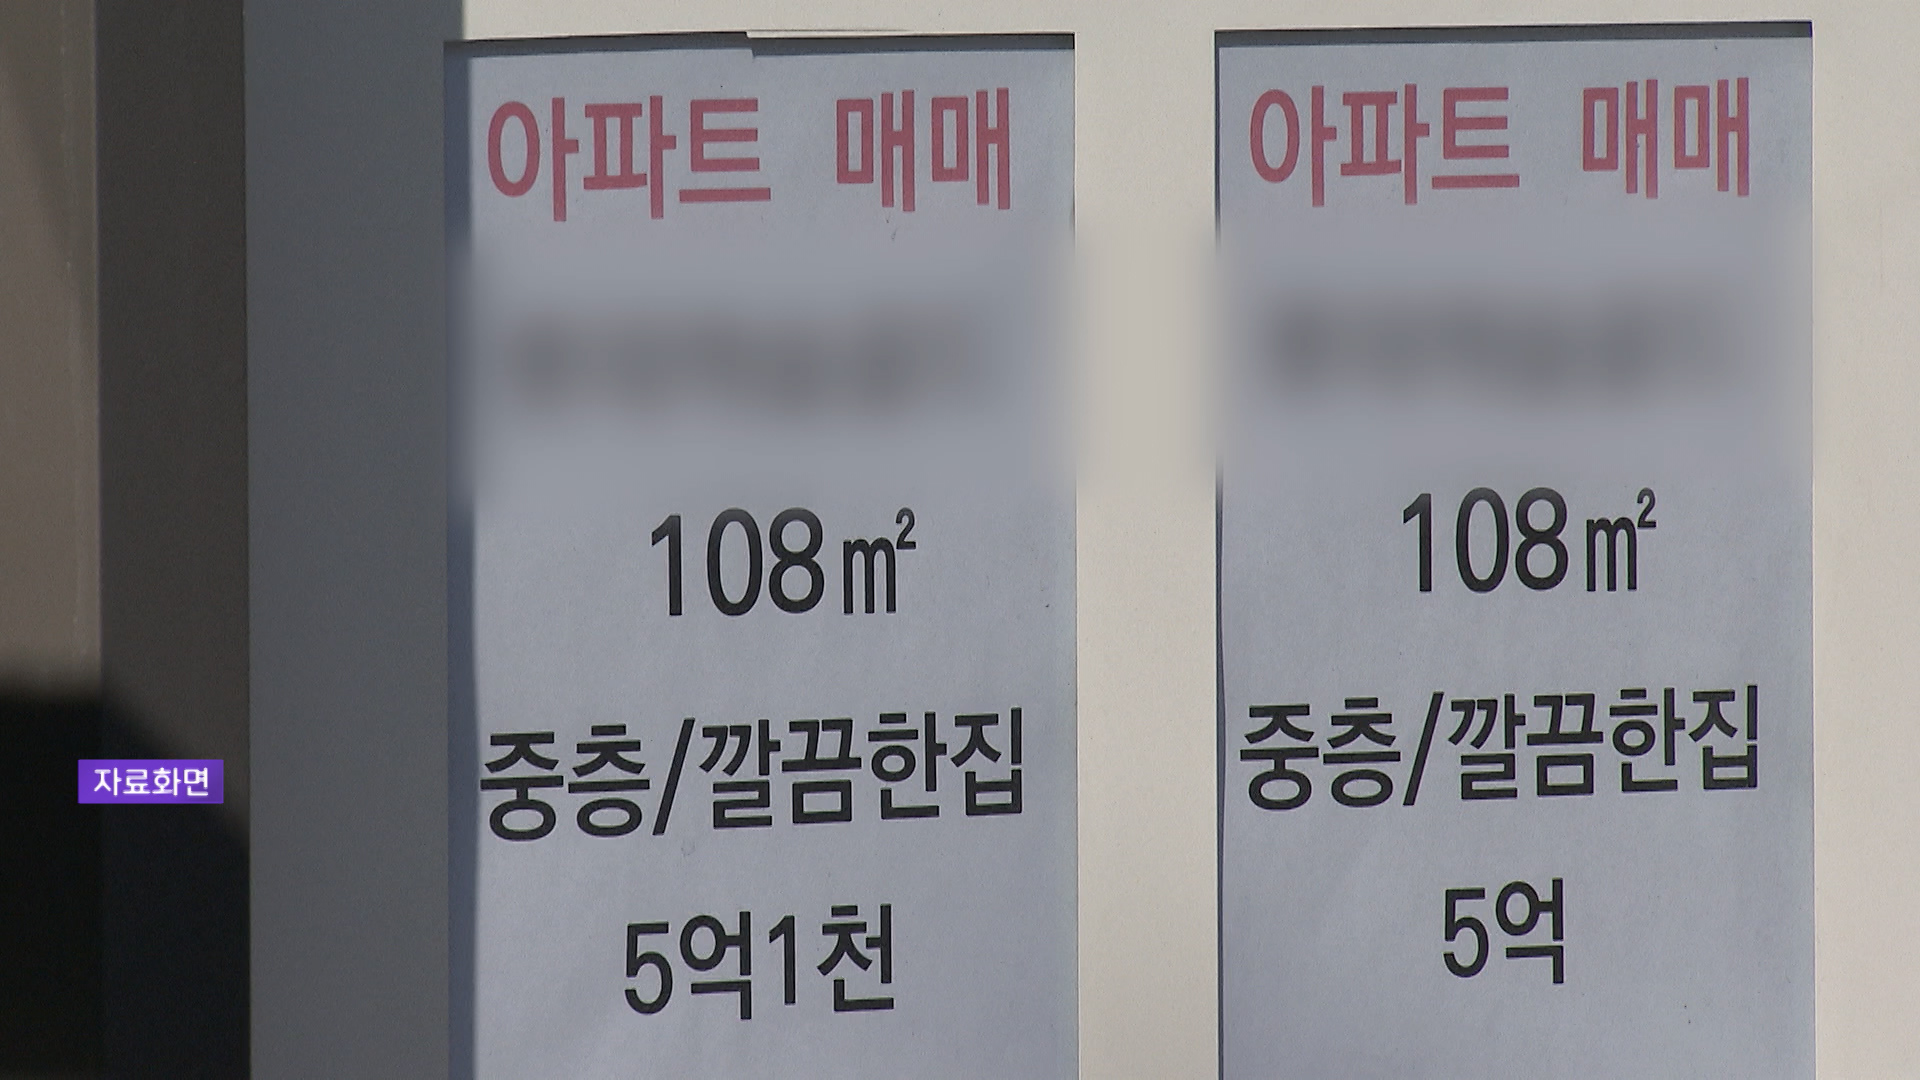 아파트 매매
108㎡
중층/깔끔한집
5억1천
아파트 매매
108㎡
중층/깔끔한집
5억
자료화면